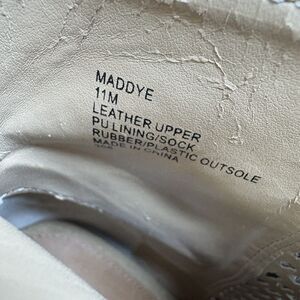 MADDYE
11M
LEATHER UPPER
PU LINING/SOCK
RUBBER/PLASTIC OUTSOLE
MADE IN CHINA